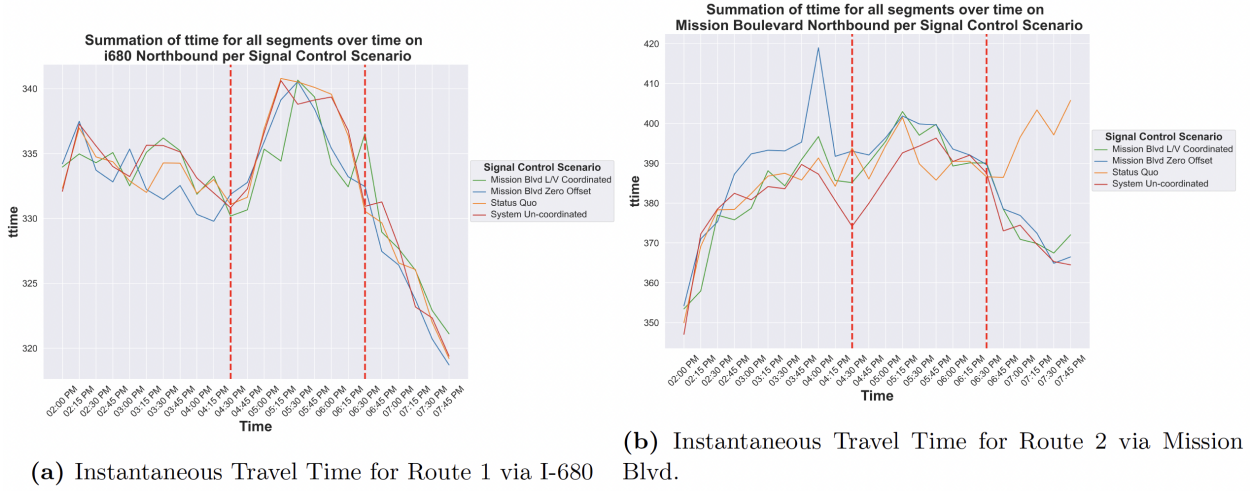 Summation of ttime for all segments over time on
i680 Northbound per Signal Control Scenario
340
335
330
325
320
ttime
02:00 PM
02:15 PM
02:30 PM
02:45 PM
03:00 PM
03:15 PM
03:30 PM
03:45 PM
04:00 PM
04:15 PM
04:30 PM
04:45 PM
05:00 PM
05:15 PM
05:30 PM
05:45 PM
06:00 PM
06:15 PM
06:30 PM
06:45 PM
07:00 PM
07:15 PM
07:30 PM
07:45 PM
Time
Signal Control Scenario
Mission Blvd L/V Coordinated
Mission Blvd Zero Offset
Status Quo
System Un-coordinated
(a) Instantaneous Travel Time for Route 1 via I-680
Summation of ttime for all segments over time on
Mission Boulevard Northbound per Signal Control Scenario
420
410
400
390
380
370
360
350
ttime
02:00 PM
02:15 PM
02:30 PM
02:45 PM
03:00 PM
03:15 PM
03:30 PM
03:45 PM
04:00 PM
04:15 PM
04:30 PM
04:45 PM
05:00 PM
05:15 PM
05:30 PM
05:45 PM
06:00 PM
06:15 PM
06:30 PM
06:45 PM
07:00 PM
07:15 PM
07:30 PM
07:45 PM
Time
Signal Control Scenario
Mission Blvd L/V Coordinated
Mission Blvd Zero Offset
Status Quo
System Un-coordinated
(b) Instantaneous Travel Time for Route 2 via Mission
Blvd.